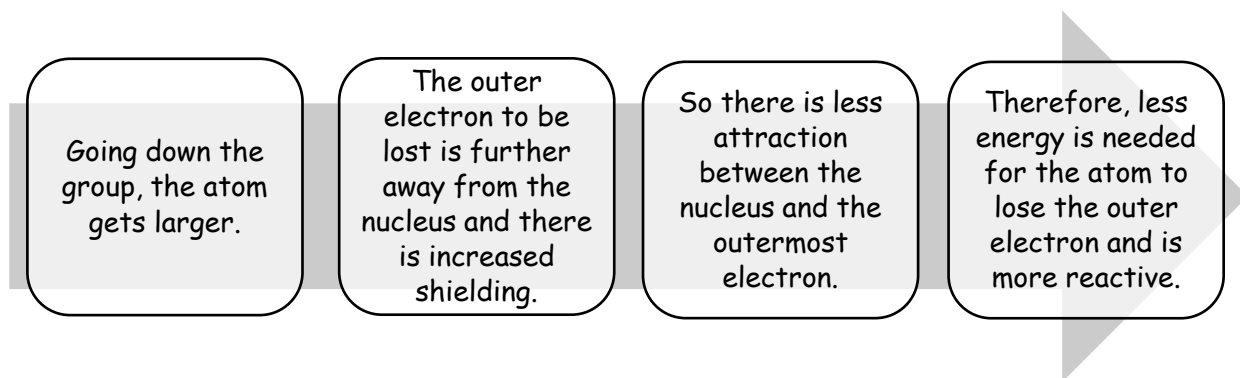 Going down the
group, the atom
gets larger.
The outer
electron to be
lost is further
away from the
nucleus and there
is increased
shielding.
So there is less
attraction
between the
nucleus and the
outermost
electron.
Therefore, less
energy is needed
for the atom to
lose the outer
electron and is
more reactive.